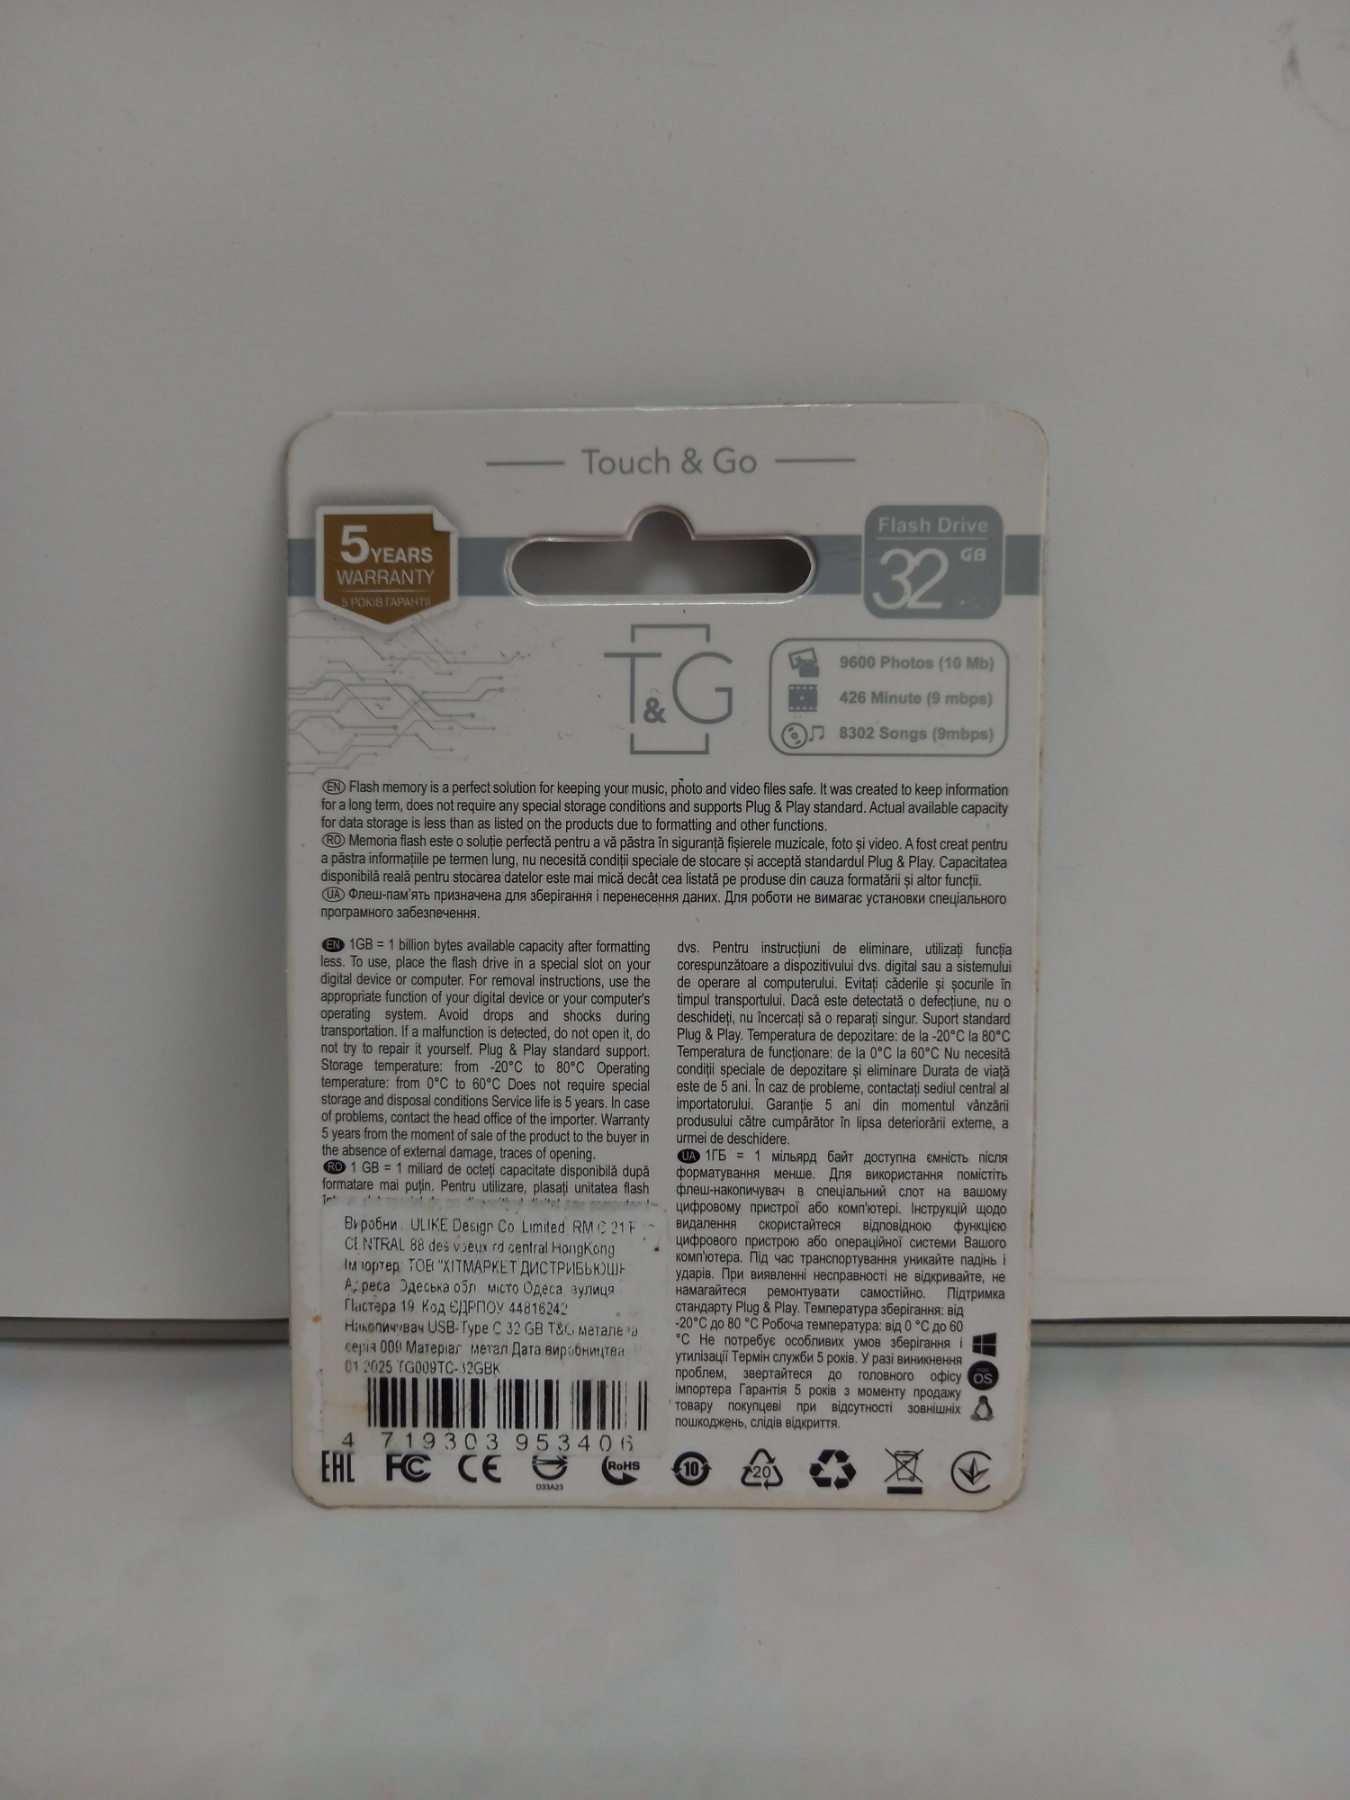 Touch & Go
5 YEARS
WARRANTY
5 РОКІВ ГАРАНТІЇ
Flash Drive
32 GB
T&G
9600 Photos (10 Mb)
426 Minute (9 mbps)
8302 Songs (9mbps)
EN Flash memory is a perfect solution for keeping your music, photo and video files safe. It was created to keep information
for a long term, does not require any special storage conditions and supports Plug & Play standard. Actual available capacity
for data storage is less than as listed on the products due to formatting and other functions.
RO Memoria flash este o soluție perfectă pentru a vă păstra în siguranță fișierele muzicale, foto și video. A fost creat pentru
a păstra informațiile pe termen lung, nu necesită condiții speciale de stocare și acceptă standardul Plug & Play. Capacitatea
disponibilă reală pentru stocarea datelor este mai mică decât cea listată pe produse din cauza formatării și altor funcții.
UA Флеш-пам'ять призначена для зберігання і перенесення даних. Для роботи не вимагає установки спеціального
програмного забезпечення.
EN 1GB = 1 billion bytes available capacity after formatting
less. To use, place the flash drive in a special slot on your
digital device or computer. For removal instructions, use the
appropriate function of your digital device or your computer's
operating system. Avoid drops and shocks during
transportation. If a malfunction is detected, do not open it, do
not try to repair it yourself. Plug & Play standard support.
Storage temperature: from -20°C to 80°C Operating
temperature: from 0°C to 60°C Does not require special
storage and disposal conditions Service life is 5 years. In case
of problems, contact the head office of the importer. Warranty
5 years from the moment of sale of the product to the buyer in
the absence of external damage, traces of opening.
RO 1 GB = 1 miliard de octeți capacitate disponibilă după
formatare mai puțin. Pentru utilizare, plasați unitatea flash
dvs. Pentru instrucțiuni de eliminare, utilizați funcția
corespunzătoare a dispozitivului dvs. digital sau a sistemului
de operare al computerului. Evitați căderile și șocurile în
timpul transportului. Dacă este detectată o defecțiune, nu o
deschideți, nu încercați să o reparați singur. Suport standard
Plug & Play. Temperatura de depozitare: de la -20°C la 80°C
Temperatura de funcționare: de la 0°C la 60°C Nu necesită
condiții speciale de depozitare și eliminare Durata de viață
este de 5 ani. În caz de probleme, contactați sediul central al
importatorului. Garanție 5 ani din momentul vânzării
produsului către cumpărător în lipsa deteriorării externe, a
urmei de deschidere.
UA 1ГБ = 1 мільярд байт доступна ємність після
форматування менше. Для використання помістіть
флеш-накопичувач в спеціальний слот на вашому
цифровому пристрої або комп'ютері. Інструкцій щодо
видалення скористайтеся відповідною функцією
цифрового пристрою або операційної системи Вашого
комп'ютера. Під час транспортування уникайте падінь і
ударів. При виявленні несправності не відкривайте, не
намагайтеся ремонтувати самостійно. Підтримка
стандарту Plug & Play. Температура зберігання: від
-20°C до 80 °C Робоча температура: від 0 °C до 60
°C Не потребує особливих умов зберігання і
утилізації Термін служби 5 років. У разі виникнення
проблем, звертайтеся до головного офісу
імпортера Гарантія 5 років з моменту продажу
товару покупцеві при відсутності зовнішніх
пошкоджень, слідів відкриття.
OS
ULIKE Design Co Limited RM C 21 F
CENTRAL 88 des voeux rd central HongKong
Імпортер ТОВ "ХІТМАРКЕТ ДИСТРИБЬЮШН
Адреса Одеська обл місто Одеса вулиця
Пастера 19 Код ЄДРПОУ 44816242
Накопичувач USB-Type C 32 GB T&G металева
серія 009 Матеріал метал Дата виробництва
01 2025 TG009TC-32GBK
4 719303 953406
EAC FC CE D33A23 RoHS 10 20